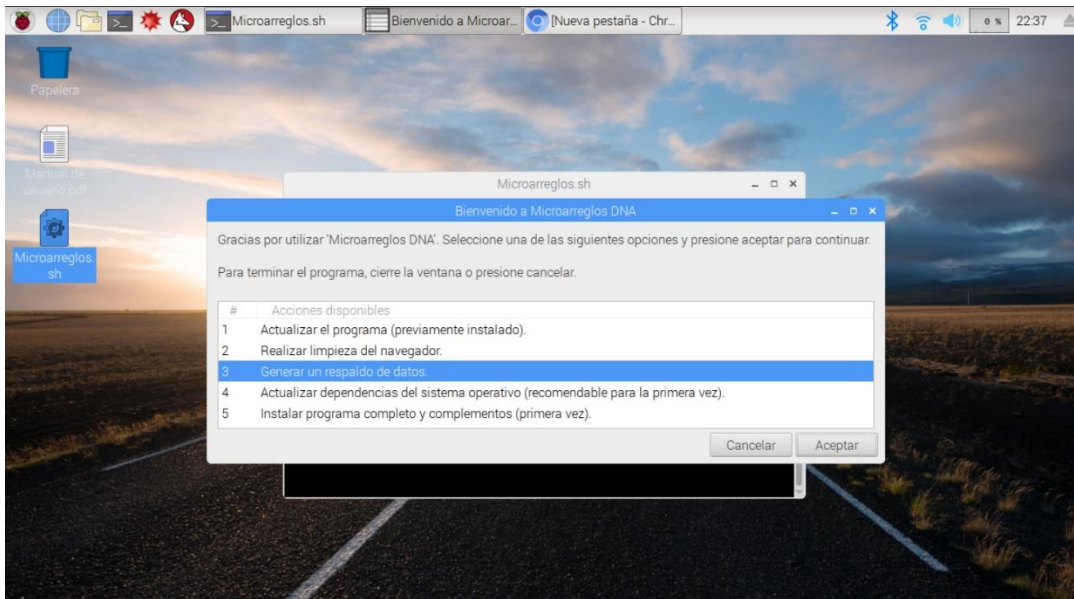 Microarreglos.sh
Bienvenido a Microar...
[Nueva pestaña - Chr...
0 %
22:37
Papelera
Manual de
usuario.pdf
Microarreglos.
sh
Microarreglos.sh
Bienvenido a Microarreglos DNA
Gracias por utilizar 'Microarreglos DNA'. Seleccione una de las siguientes opciones y presione aceptar para continuar.
Para terminar el programa, cierre la ventana o presione cancelar.
# Acciones disponibles
1 Actualizar el programa (previamente instalado).
2 Realizar limpieza del navegador.
3 Generar un respaldo de datos.
4 Actualizar dependencias del sistema operativo (recomendable para la primera vez).
5 Instalar programa completo y complementos (primera vez).
Cancelar
Aceptar